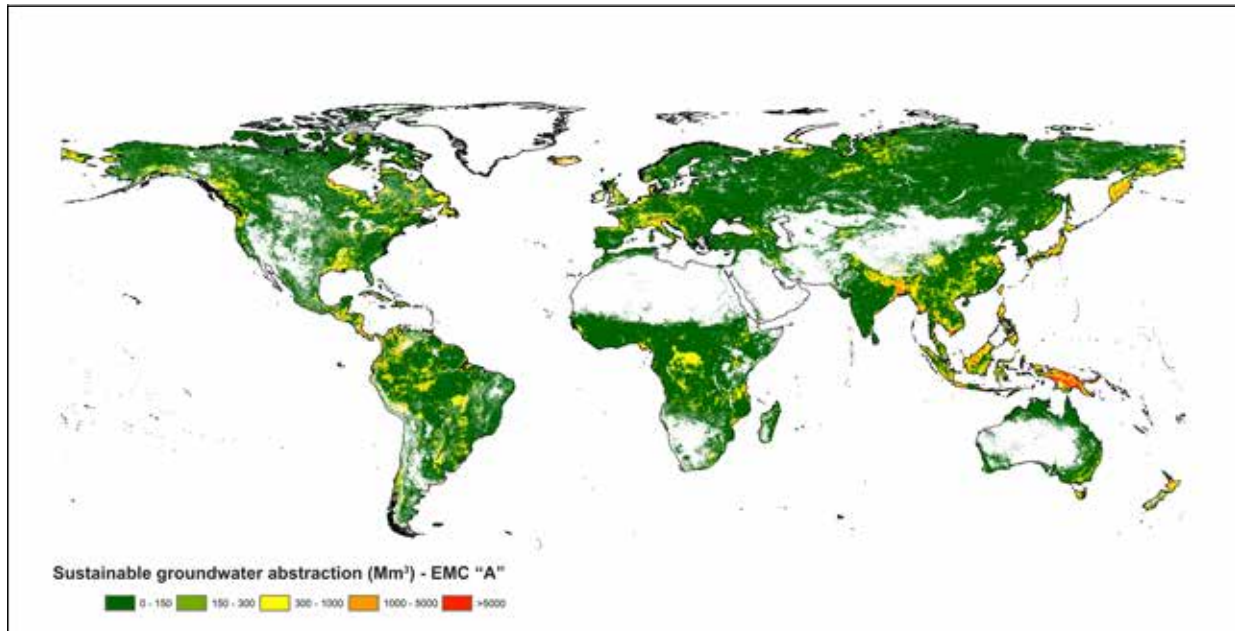 Sustainable groundwater abstraction (Mm³) - EMC “A”
0 - 150 150 - 300 300 - 1000 1000 - 5000 >5000